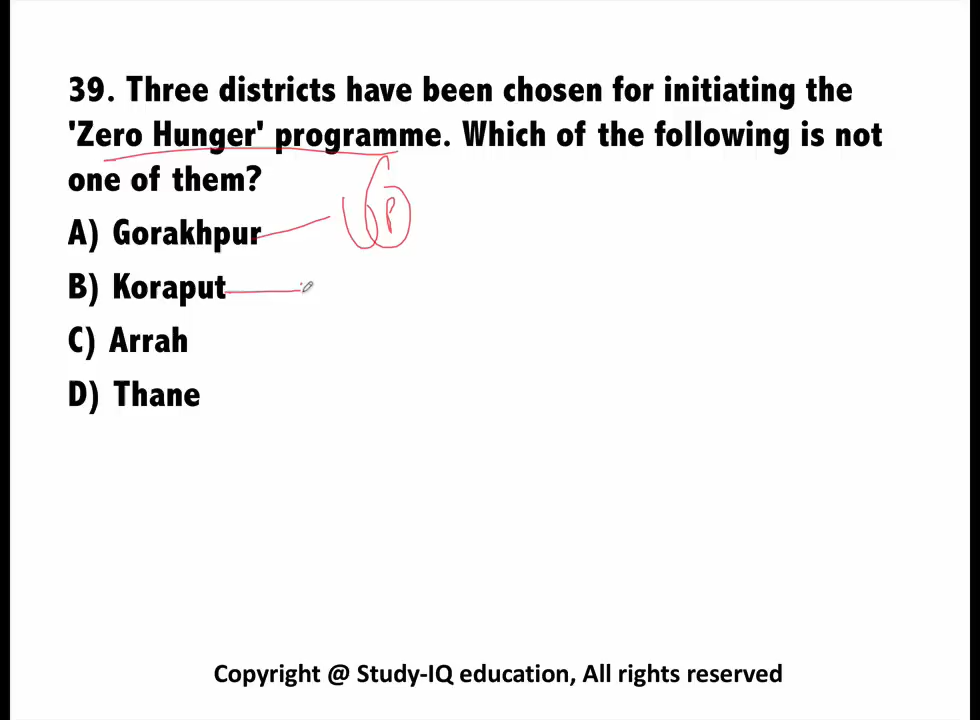 39. Three districts have been chosen for initiating the
'Zero Hunger' programme. Which of the following is not
one of them?
A) Gorakhpur
UP
B) Koraput
C) Arrah
D) Thane
Copyright @ Study-IQ education, All rights reserved